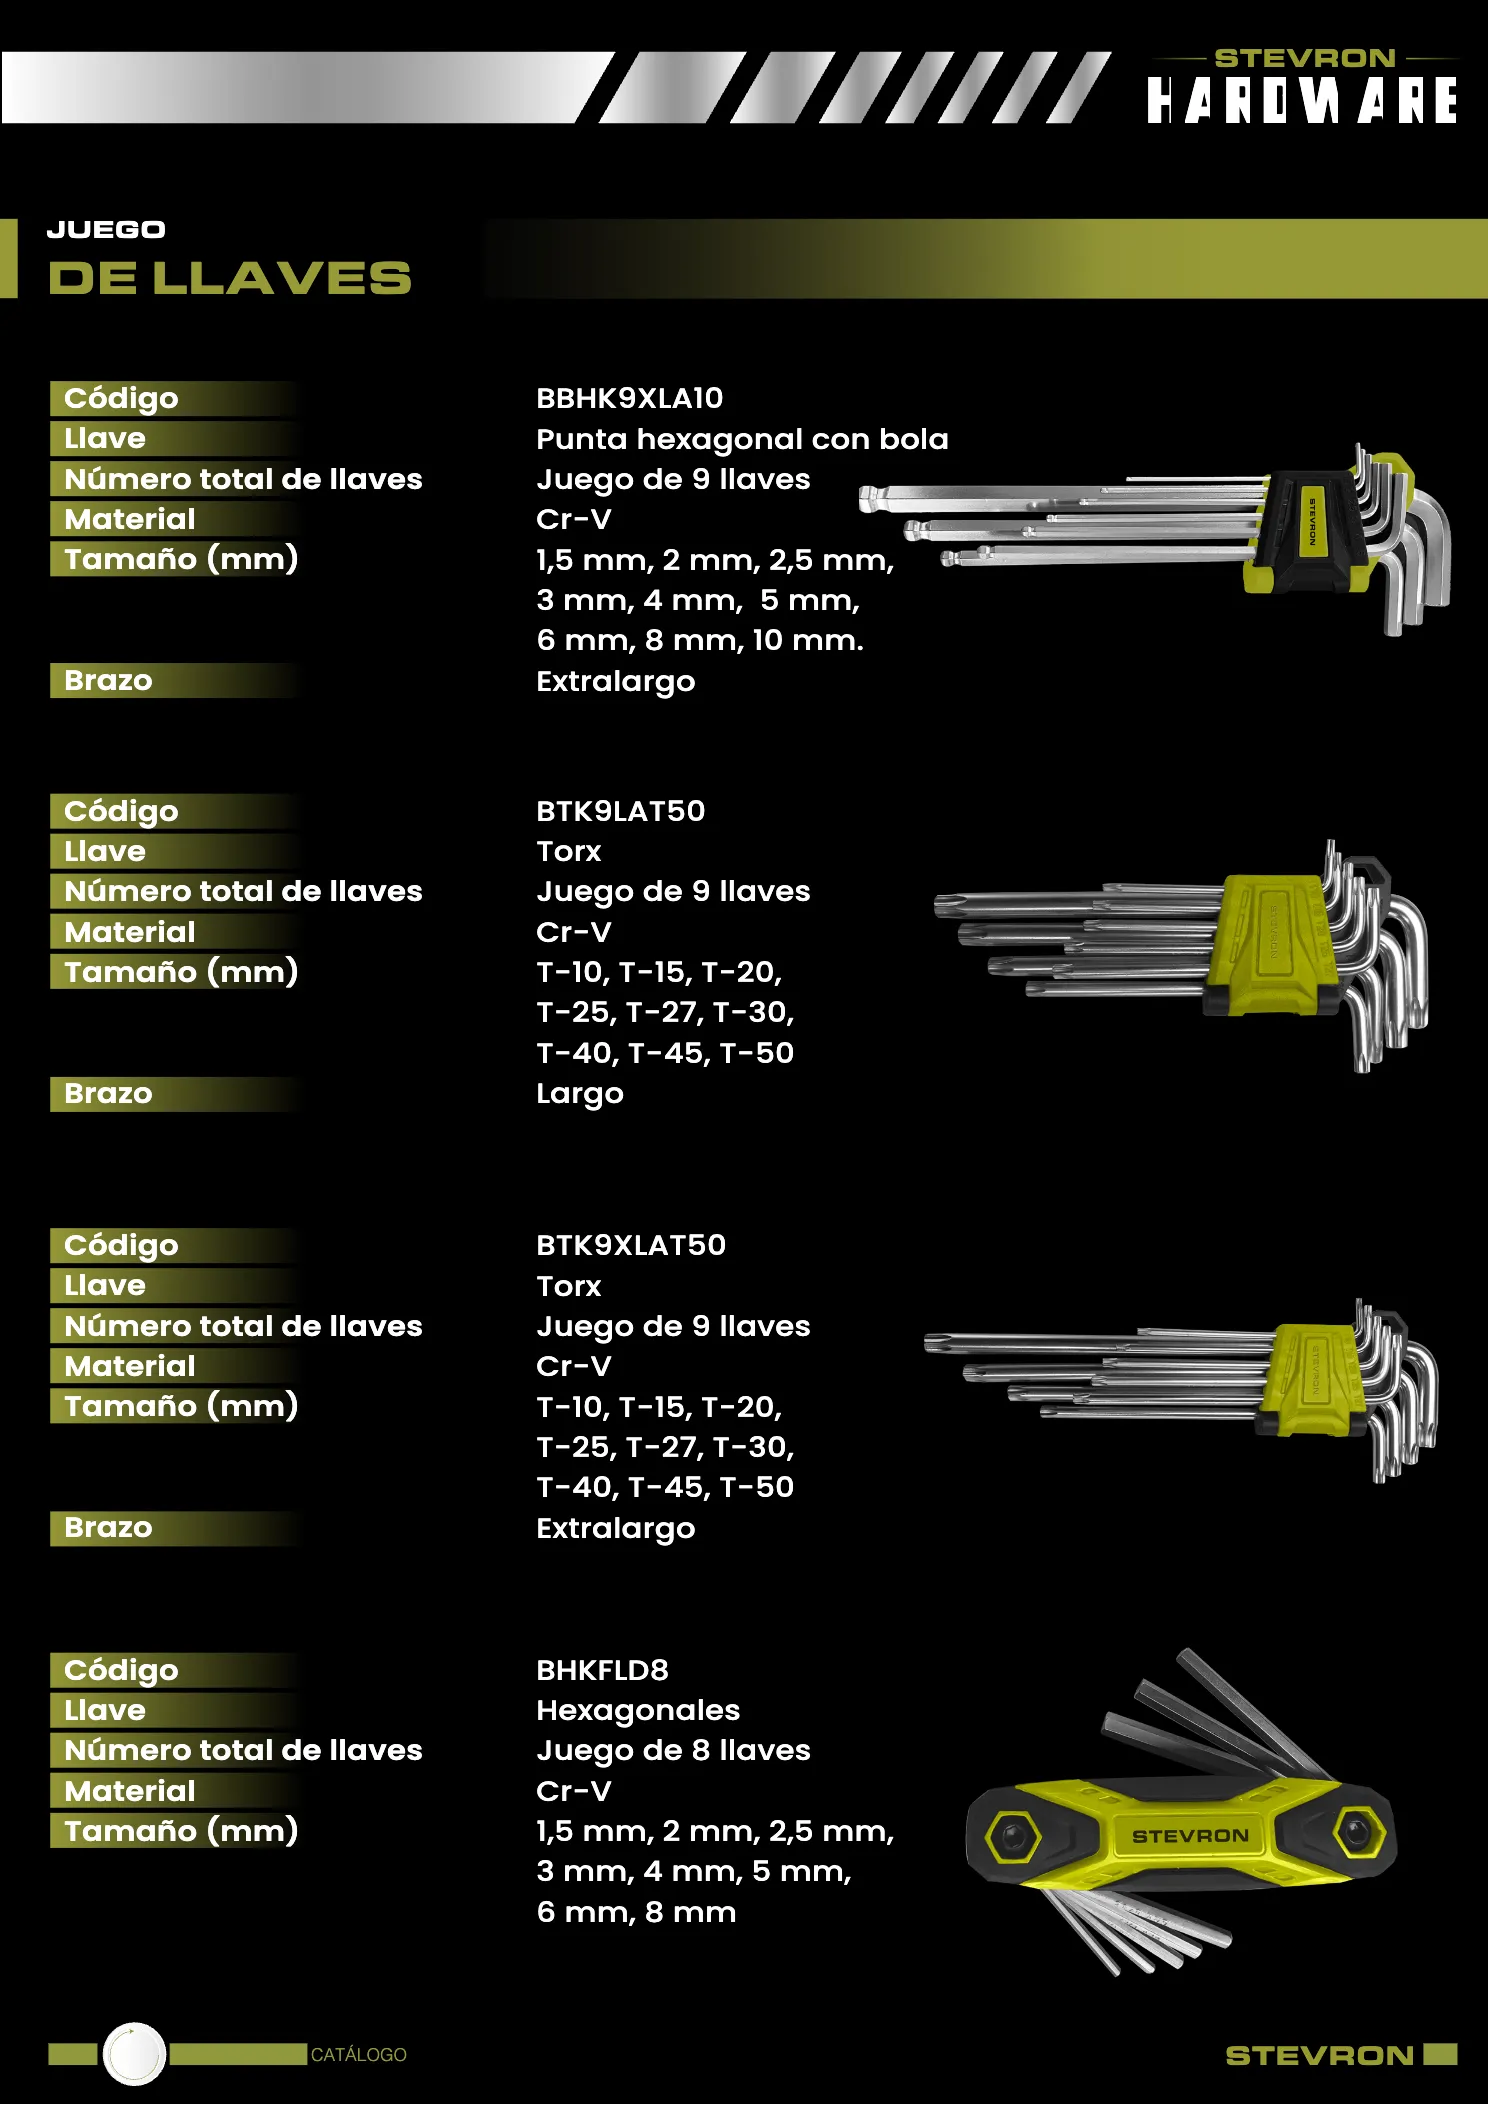 STEVRON
HARDWARE
JUEGO
DE LLAVES
Código BBHK9XLA10
Llave Punta hexagonal con bola
Número total de llaves Juego de 9 llaves
Material Cr-V
Tamaño (mm) 1,5 mm, 2 mm, 2,5 mm,
3 mm, 4 mm, 5 mm,
6 mm, 8 mm, 10 mm.
Brazo Extralargo
STEVRON
Código BTK9LAT50
Llave Torx
Número total de llaves Juego de 9 llaves
Material Cr-V
Tamaño (mm) T-10, T-15, T-20,
T-25, T-27, T-30,
T-40, T-45, T-50
Brazo Largo
STEVRON
Código BTK9XLAT50
Llave Torx
Número total de llaves Juego de 9 llaves
Material Cr-V
Tamaño (mm) T-10, T-15, T-20,
T-25, T-27, T-30,
T-40, T-45, T-50
Brazo Extralargo
STEVRON
Código BHKFLD8
Llave Hexagonales
Número total de llaves Juego de 8 llaves
Material Cr-V
Tamaño (mm) 1,5 mm, 2 mm, 2,5 mm,
3 mm, 4 mm, 5 mm,
6 mm, 8 mm
STEVRON
CATÁLOGO
STEVRON